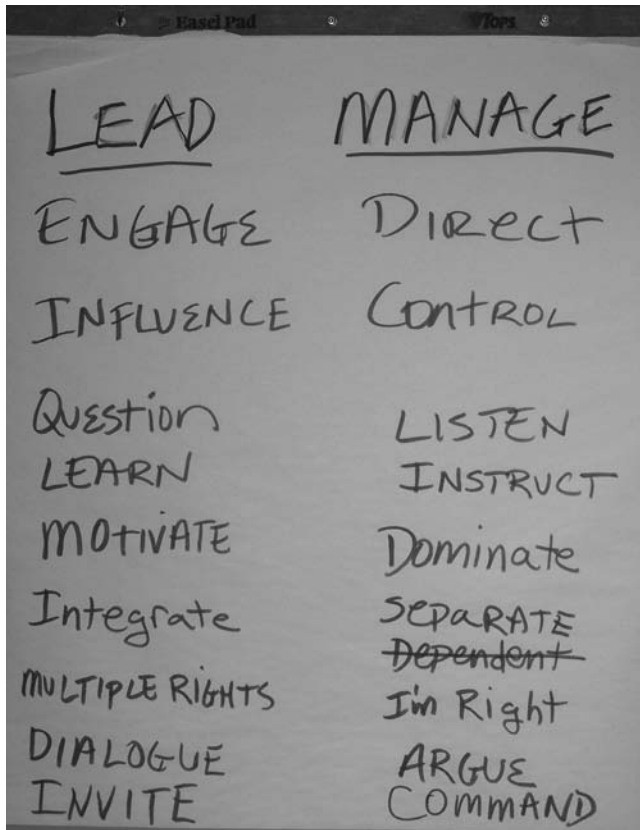 Easel Pad Tops
LEAD MANAGE
ENGAGE Direct
INFLUENCE CONTROL
Question LISTEN
LEARN INSTRUCT
MOTIVATE Dominate
Integrate SEPARATE
Dependent
MULTIPLE RIGHTS I'm Right
DIALOGUE ARGUE
INVITE COMMAND